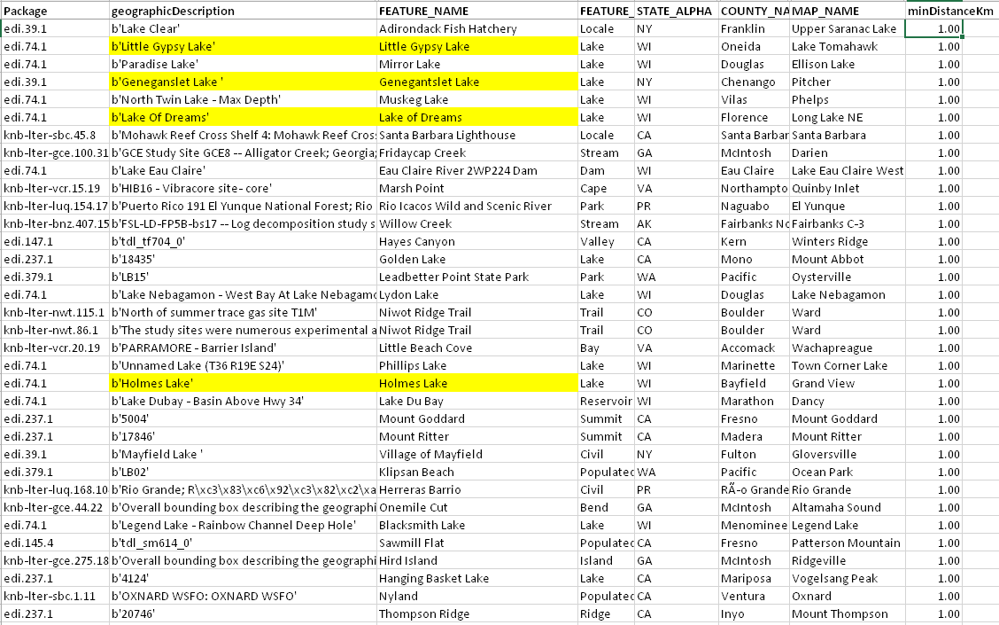 Package geographicDescription FEATURE_NAME FEATURE_ STATE_ALPHA COUNTY_NA MAP_NAME minDistanceKm
edi.39.1 b'Lake Clear' Adirondack Fish Hatchery Locale NY Franklin Upper Saranac Lake 1.00
edi.74.1 b'Little Gypsy Lake' Little Gypsy Lake Lake WI Oneida Lake Tomahawk 1.00
edi.74.1 b'Paradise Lake' Mirror Lake Lake WI Douglas Ellison Lake 1.00
edi.39.1 b'Geneganslet Lake ' Genegantslet Lake Lake NY Chenango Pitcher 1.00
edi.74.1 b'North Twin Lake - Max Depth' Muskeg Lake Lake WI Vilas Phelps 1.00
edi.74.1 b'Lake Of Dreams' Lake of Dreams Lake WI Florence Long Lake NE 1.00
knb-lter-sbc.45.8 b'Mohawk Reef Cross Shelf 4: Mohawk Reef Cros Santa Barbara Lighthouse Locale CA Santa Barbar Santa Barbara 1.00
knb-lter-gce.100.31 b'GCE Study Site GCE8 -- Alligator Creek; Georgia; Fridaycap Creek Stream GA McIntosh Darien 1.00
edi.74.1 b'Lake Eau Claire' Eau Claire River 2WP224 Dam Dam WI Eau Claire Lake Eau Claire West 1.00
knb-lter-vcr.15.19 b'HIB16 - Vibracore site- core' Marsh Point Cape VA Northampto Quinby Inlet 1.00
knb-lter-luq.154.17 b'Puerto Rico 191 El Yunque National Forest; Rio Rio Icacos Wild and Scenic River Park PR Naguabo El Yunque 1.00
knb-lter-bnz.407.15 b'FSL-LD-FP5B-bs17 -- Log decomposition study s Willow Creek Stream AK Fairbanks No Fairbanks C-3 1.00
edi.147.1 b'tdl_tf704_0' Hayes Canyon Valley CA Kern Winters Ridge 1.00
edi.237.1 b'18435' Golden Lake Lake CA Mono Mount Abbot 1.00
edi.379.1 b'LB15' Leadbetter Point State Park Park WA Pacific Oysterville 1.00
edi.74.1 b'Lake Nebagamon - West Bay At Lake Nebagamo Lydon Lake Lake WI Douglas Lake Nebagamon 1.00
knb-lter-nwt.115.1 b'North of summer trace gas site T1M' Niwot Ridge Trail Trail CO Boulder Ward 1.00
knb-lter-nwt.86.1 b'The study sites were numerous experimental a Niwot Ridge Trail Trail CO Boulder Ward 1.00
knb-lter-vcr.20.19 b'PARRAMORE - Barrier Island' Little Beach Cove Bay VA Accomack Wachapreague 1.00
edi.74.1 b'Unnamed Lake (T36 R19E S24)' Phillips Lake Lake WI Marinette Town Corner Lake 1.00
edi.74.1 b'Holmes Lake' Holmes Lake Lake WI Bayfield Grand View 1.00
edi.74.1 b'Lake Dubay - Basin Above Hwy 34' Lake Du Bay Reservoir WI Marathon Dancy 1.00
edi.237.1 b'5004' Mount Goddard Summit CA Fresno Mount Goddard 1.00
edi.237.1 b'17846' Mount Ritter Summit CA Madera Mount Ritter 1.00
edi.39.1 b'Mayfield Lake ' Village of Mayfield Civil NY Fulton Gloversville 1.00
edi.379.1 b'LB02' Klipsan Beach Populated WA Pacific Ocean Park 1.00
knb-lter-luq.168.10 b'Rio Grande; R\xc3\x83\xc6\x92\xc3\x82\xc2\xa Herreras Barrio Civil PR RÃ-o Grande Rio Grande 1.00
knb-lter-gce.44.22 b'Overall bounding box describing the geographi Onemile Cut Bend GA McIntosh Altamaha Sound 1.00
edi.74.1 b'Legend Lake - Rainbow Channel Deep Hole' Blacksmith Lake Lake WI Menominee Legend Lake 1.00
edi.145.4 b'tdl_sm614_0' Sawmill Flat Populated CA Fresno Patterson Mountain 1.00
knb-lter-gce.275.18 b'Overall bounding box describing the geographi Hird Island Island GA McIntosh Ridgeville 1.00
edi.237.1 b'4124' Hanging Basket Lake Lake CA Mariposa Vogelsang Peak 1.00
knb-lter-sbc.1.11 b'OXNARD WSFO: OXNARD WSFO' Nyland Populated CA Ventura Oxnard 1.00
edi.237.1 b'20746' Thompson Ridge Ridge CA Inyo Mount Thompson 1.00